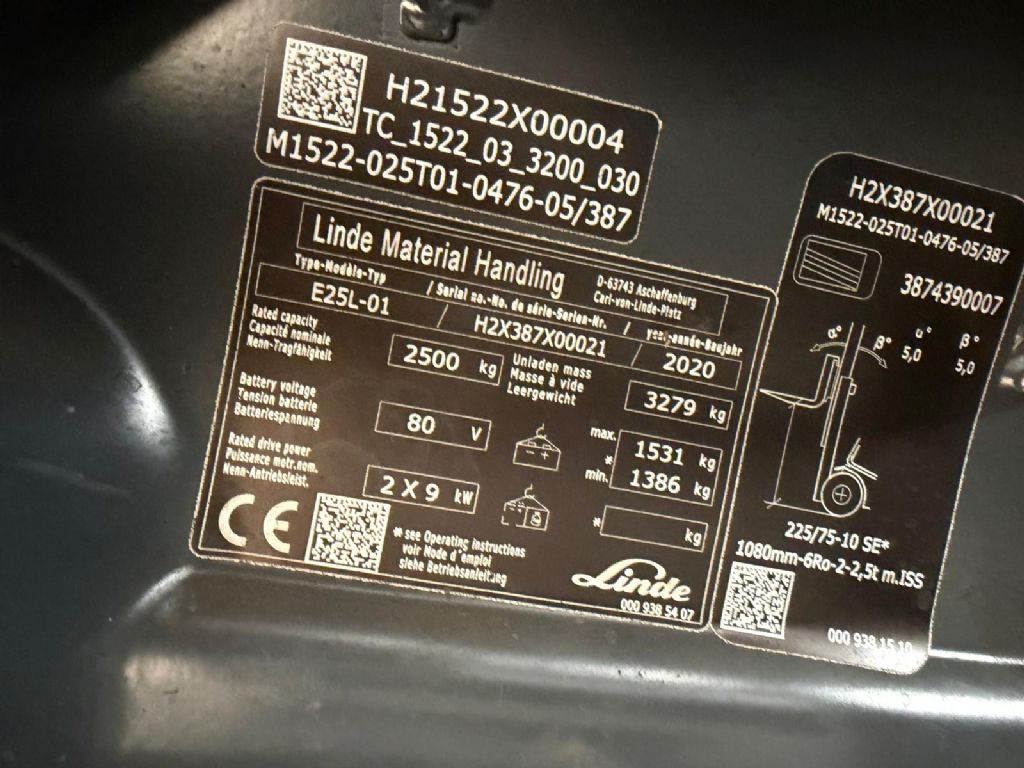 H21522X00004
TC_1522_03_3200_030
M1522-025T01-0476-05/387
Linde Material Handling
D-63743 Aschaffenburg
Carl-von-Linde-Platz
Type-Modèle-Typ / Serial no.-No. de série-Serien-Nr. / year-année-Baujahr
E25L-01 / H2X387X00021 / 2020
Rated capacity
Capacité nominale
Nenn-Tragfähigkeit
2500 kg
Unladen mass
Masse à vide
Leergewicht
3279 kg
Battery voltage
Tension batterie
Batteriespannung
80 V
- +
max. 1531 kg
*
min. 1386 kg
Rated drive power
Puissance motr.nom.
Nenn-Antriebsleist.
2 X 9 kW
* kg
CE
* see Operating instructions
voir Mode d'emploi
siehe Betriebsanleitung
Linde
000 938 54 07
H2X387X00021
M1522-025T01-0476-05/387
3874390007
α° β°
α° β°
5,0 5,0
225/75-10 SE*
1080mm-6Ro-2-2,5t m.ISS
000 938 15 10